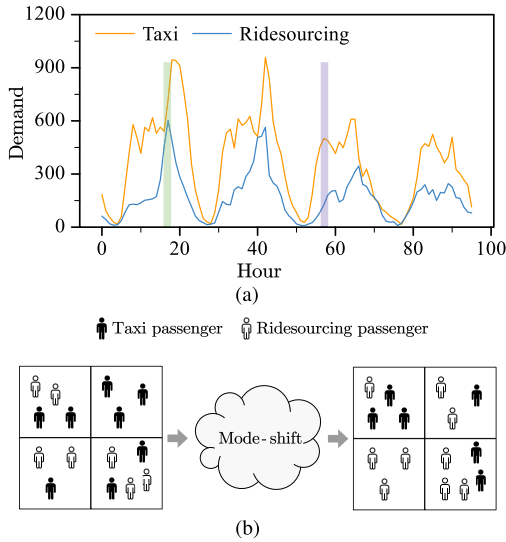 (a)
1200
Taxi
Ridesourcing
900
600
300
0
Demand
0
20
40
60
80
100
Hour
(a)
Taxi passenger
Ridesourcing passenger
Mode-shift
(b)